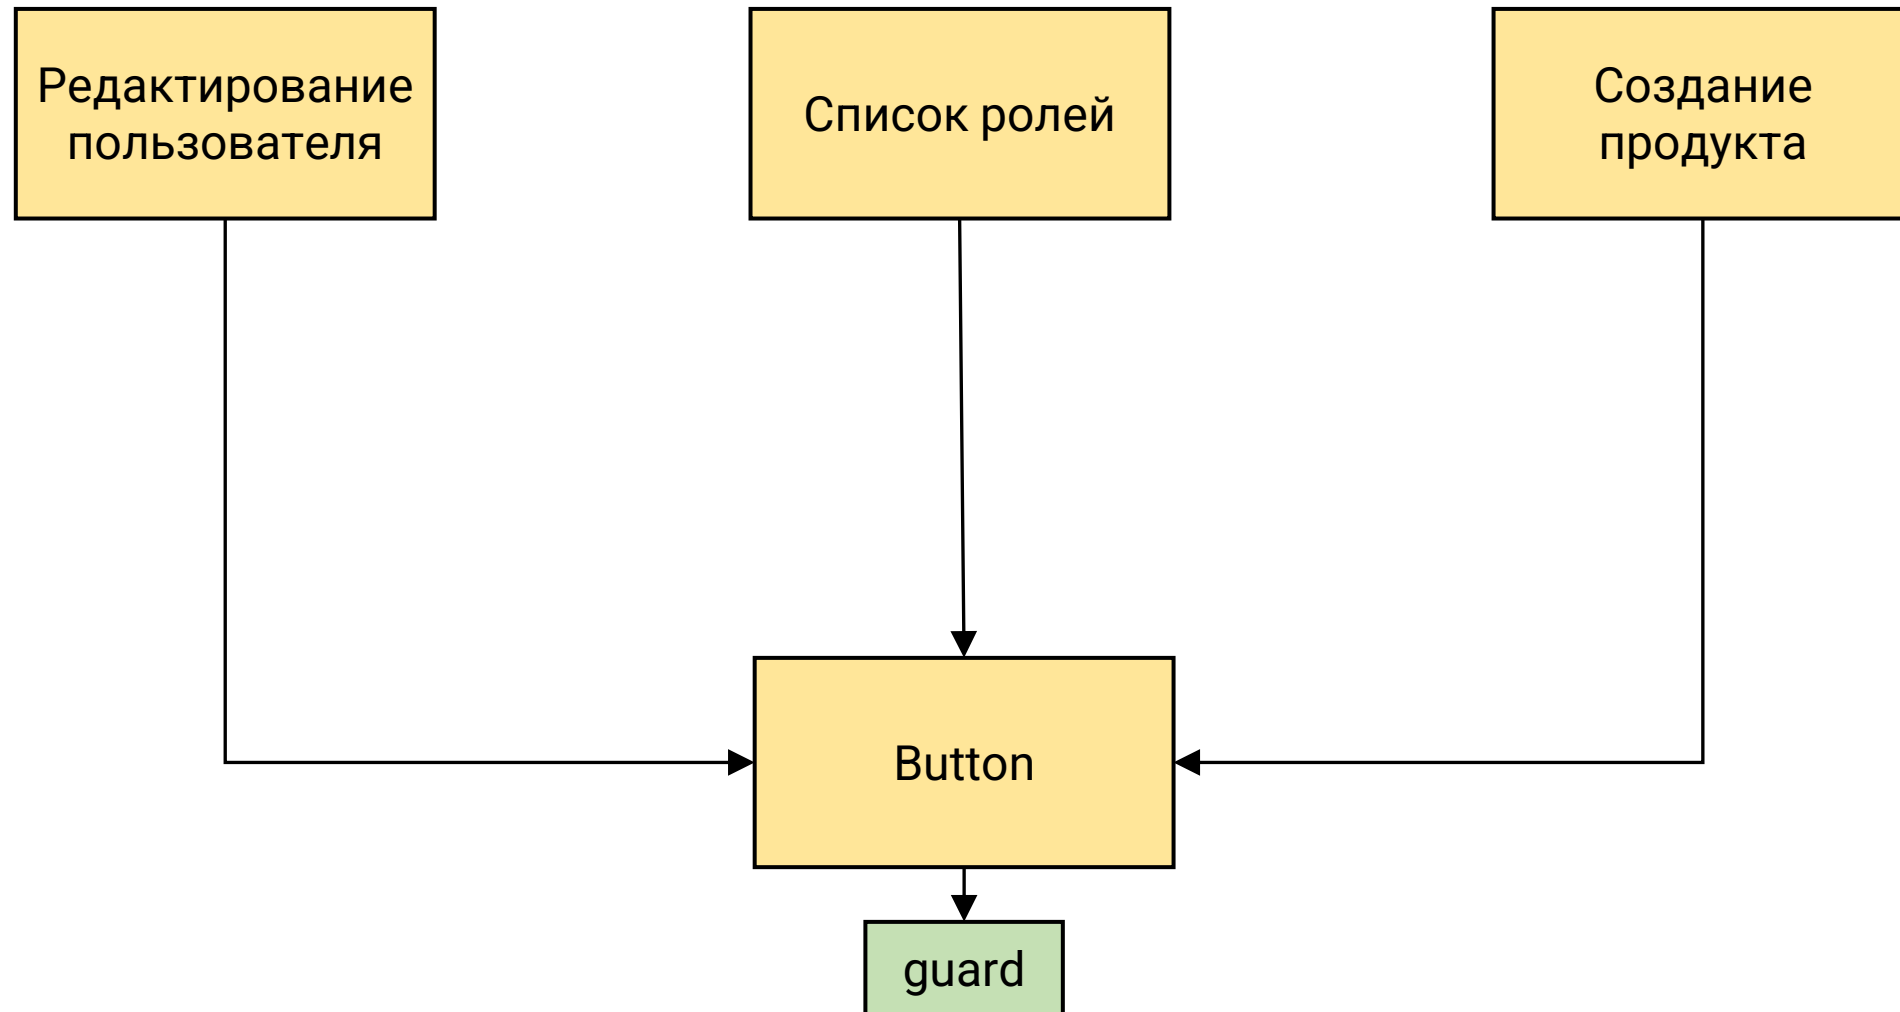 Редактирование
пользователя
Список ролей
Создание
продукта
Button
guard